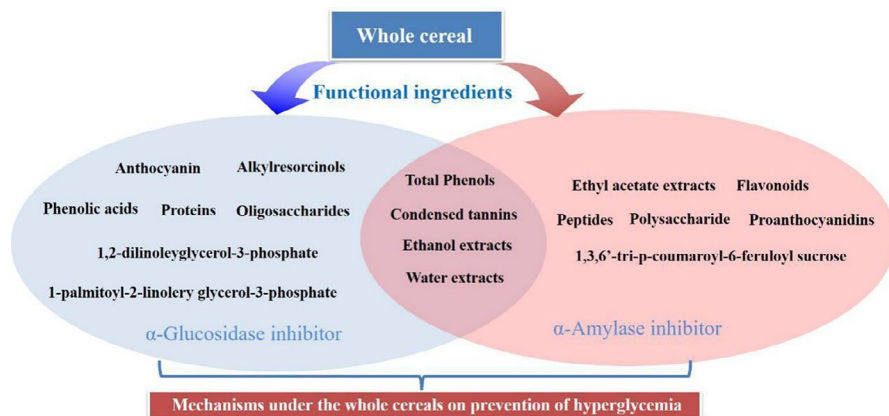 Whole cereal
Functional ingredients
Anthocyanin
Alkylresorcinols
Phenolic acids
Proteins
Oligosaccharides
1,2-dilinoleyglycerol-3-phosphate
1-palmitoyl-2-linolery glycerol-3-phosphate
α-Glucosidase inhibitor
Total Phenols
Condensed tannins
Ethanol extracts
Water extracts
Ethyl acetate extracts
Flavonoids
Peptides
Polysaccharide
Proanthocyanidins
1,3,6’-tri-p-coumaroyl-6-feruloyl sucrose
α-Amylase inhibitor
Mechanisms under the whole cereals on prevention of hyperglycemia